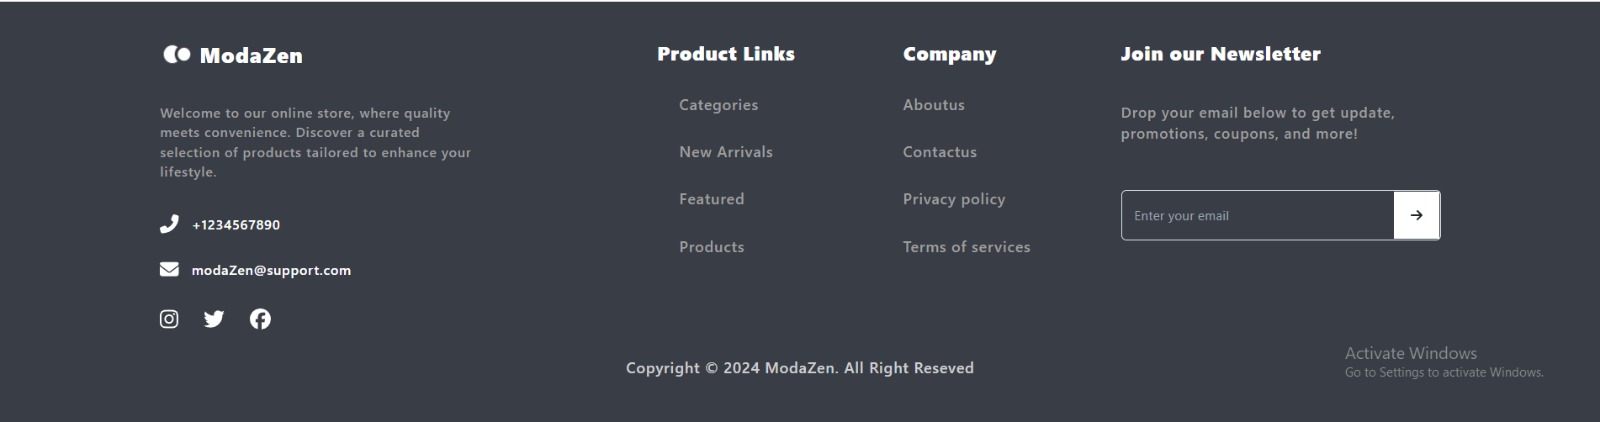 ModaZen
Welcome to our online store, where quality
meets convenience. Discover a curated
selection of products tailored to enhance your
lifestyle.
+1234567890
modaZen@support.com
Product Links
Categories
New Arrivals
Featured
Products
Company
Aboutus
Contactus
Privacy policy
Terms of services
Join our Newsletter
Drop your email below to get update,
promotions, coupons, and more!
Enter your email
Copyright © 2024 ModaZen. All Right Reseved
Activate Windows
Go to Settings to activate Windows.